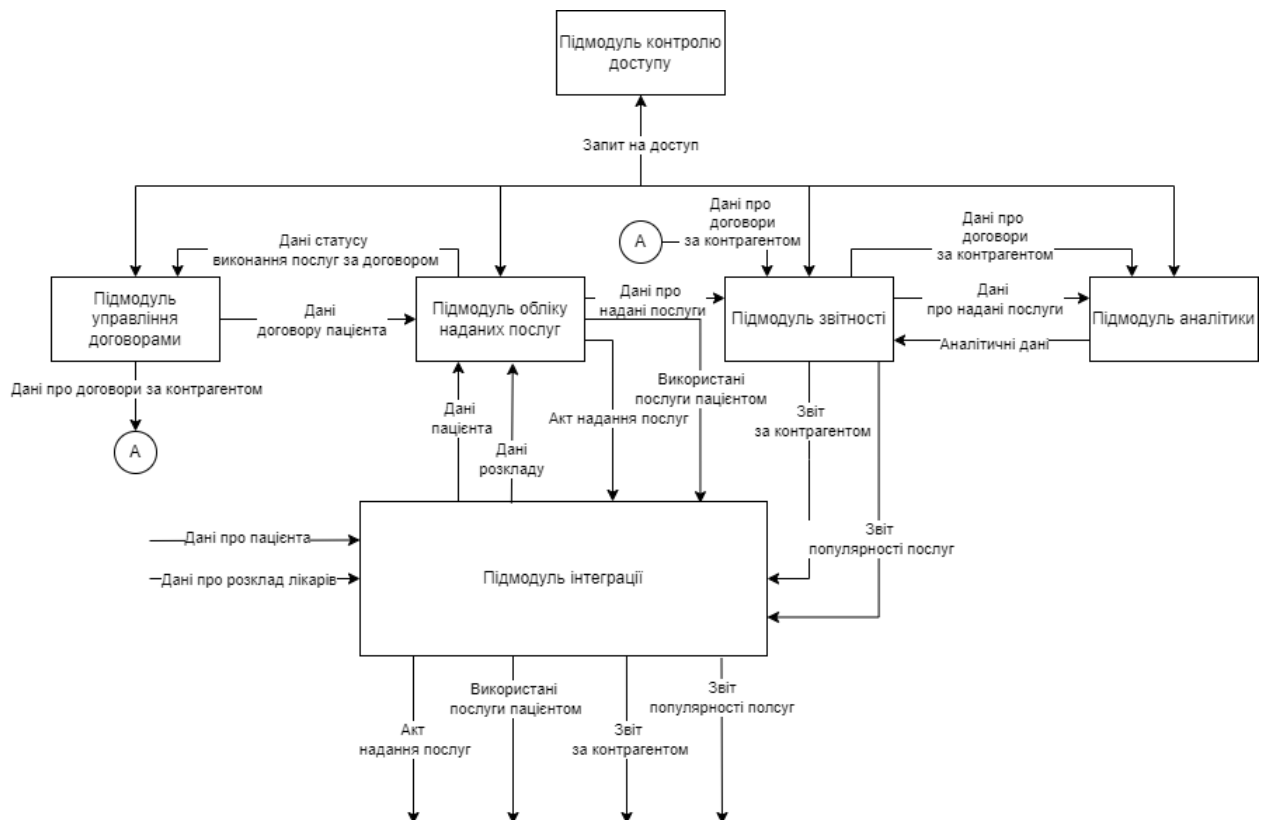 Підмодуль контролю
доступу
Запит на доступ
Дані про
договори
за контрагентом
А
Дані про
договори
за контрагентом
Дані статусу
виконання послуг за договором
Підмодуль
управління
договорами
Дані
договору пацієнта
Підмодуль обліку
наданих послуг
Дані про
надані послуги
Підмодуль звітності
Дані
про надані послуги
Аналітичні дані
Підмодуль аналітики
Дані про договори за контрагентом
А
Дані
пацієнта
Дані
розкладу
Акт надання послуг
Використані
послуги пацієнтом
Звіт
за контрагентом
Звіт
популярності послуг
Дані про пацієнта
Дані про розклад лікарів
Підмодуль інтеграції
Акт
надання послуг
Використані
послуги пацієнтом
Звіт
за контрагентом
Звіт
популярності полсуг